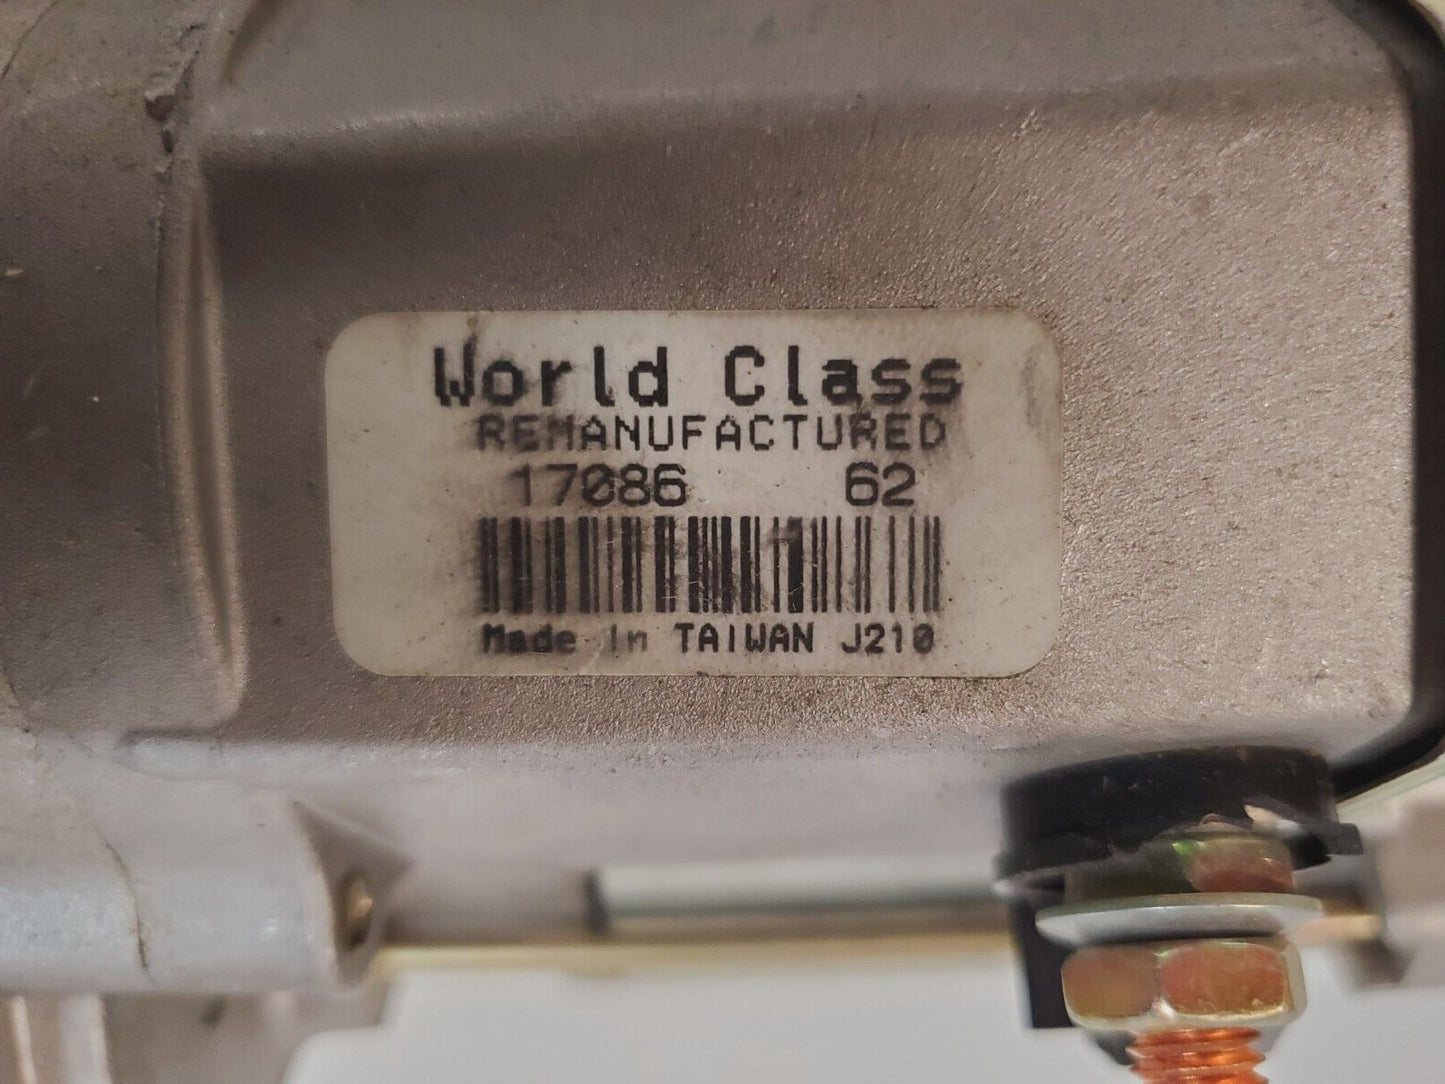 World Class
REMANUFACTURED
17086 62
Made In TAIWAN J210